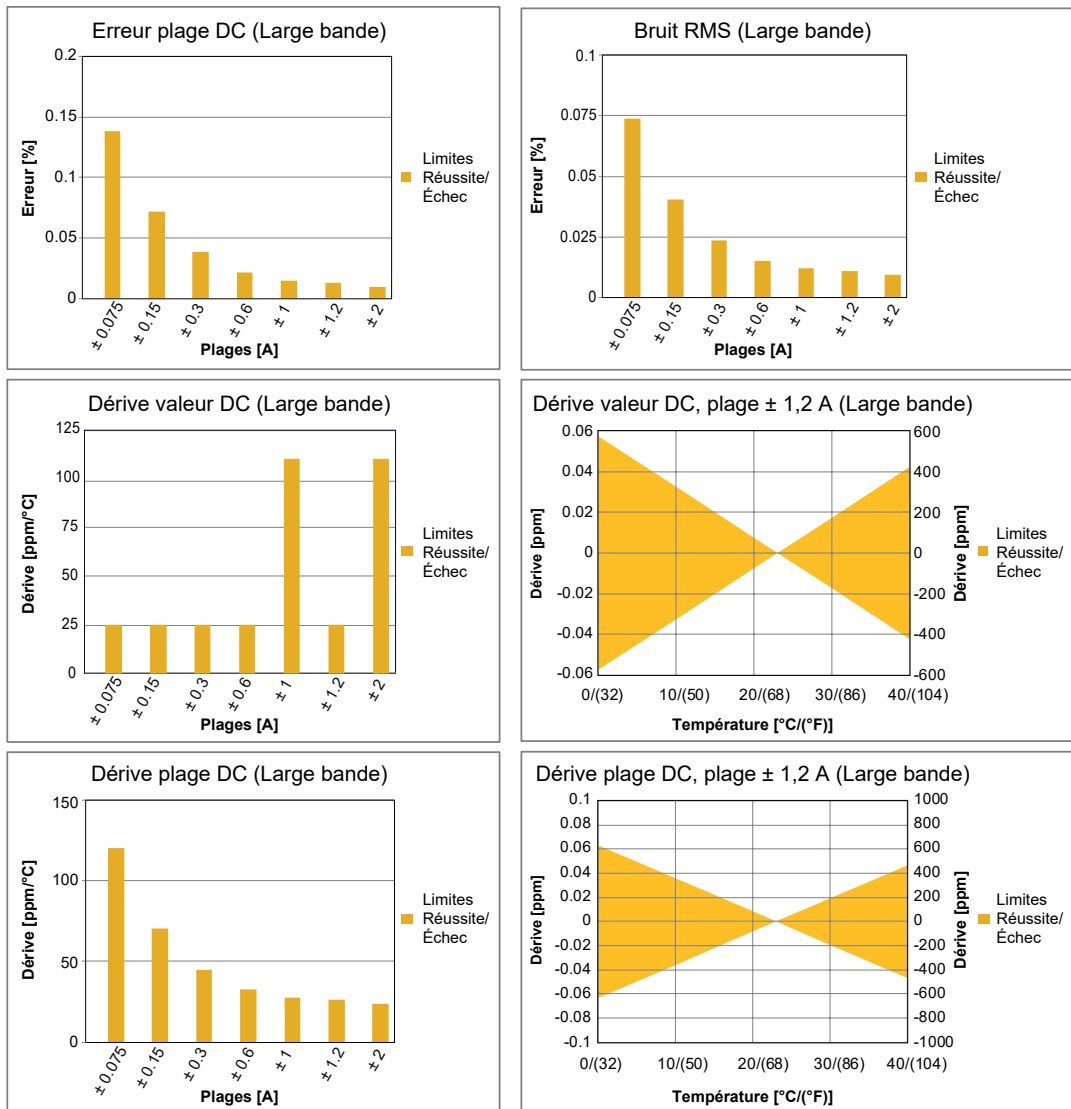 Erreur plage DC (Large bande)
0.2
0.15
0.1
0.05
0
Erreur [%]
± 0.075
± 0.15
± 0.3
± 0.6
± 1
± 1.2
± 2
Plages [A]
Limites
Réussite/
Échec
Bruit RMS (Large bande)
0.1
0.075
0.05
0.025
0
Erreur [%]
± 0.075
± 0.15
± 0.3
± 0.6
± 1
± 1.2
± 2
Plages [A]
Limites
Réussite/
Échec
Dérive valeur DC (Large bande)
125
100
75
50
25
0
Dérive [ppm/°C]
± 0.075
± 0.15
± 0.3
± 0.6
± 1
± 1.2
± 2
Plages [A]
Limites
Réussite/
Échec
Dérive valeur DC, plage ± 1,2 A (Large bande)
0.06
0.04
0.02
0
-0.02
-0.04
-0.06
Dérive [ppm]
600
400
200
0
-200
-400
-600
Dérive [ppm]
0/(32)
10/(50)
20/(68)
30/(86)
40/(104)
Température [°C/(°F)]
Limites
Réussite/
Échec
Dérive plage DC (Large bande)
150
100
50
0
Dérive [ppm/°C]
± 0.075
± 0.15
± 0.3
± 0.6
± 1
± 1.2
± 2
Plages [A]
Limites
Réussite/
Échec
Dérive plage DC, plage ± 1,2 A (Large bande)
0.1
0.08
0.06
0.04
0.02
0
-0.02
-0.04
-0.06
-0.08
-0.1
Dérive [ppm]
1000
800
600
400
200
0
-200
-400
-600
-800
-1000
Dérive [ppm]
0/(32)
10/(50)
20/(68)
30/(86)
40/(104)
Température [°C/(°F)]
Limites
Réussite/
Échec